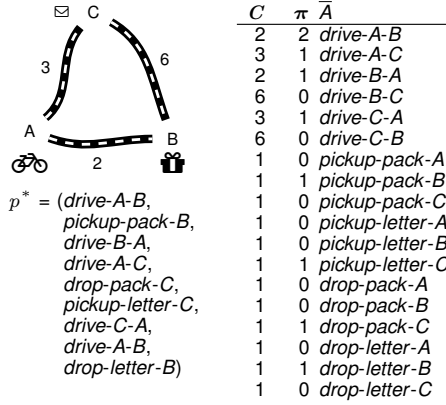 C
3
6
A
B
2
p* = (drive-A-B,
pickup-pack-B,
drive-B-A,
drive-A-C,
drop-pack-C,
pickup-letter-C,
drive-C-A,
drive-A-B,
drop-letter-B)
C π A̅
2 2 drive-A-B
3 1 drive-A-C
2 1 drive-B-A
6 0 drive-B-C
3 1 drive-C-A
6 0 drive-C-B
1 0 pickup-pack-A
1 1 pickup-pack-B
1 0 pickup-pack-C
1 0 pickup-letter-A
1 0 pickup-letter-B
1 1 pickup-letter-C
1 0 drop-pack-A
1 0 drop-pack-B
1 1 drop-pack-C
1 0 drop-letter-A
1 1 drop-letter-B
1 0 drop-letter-C